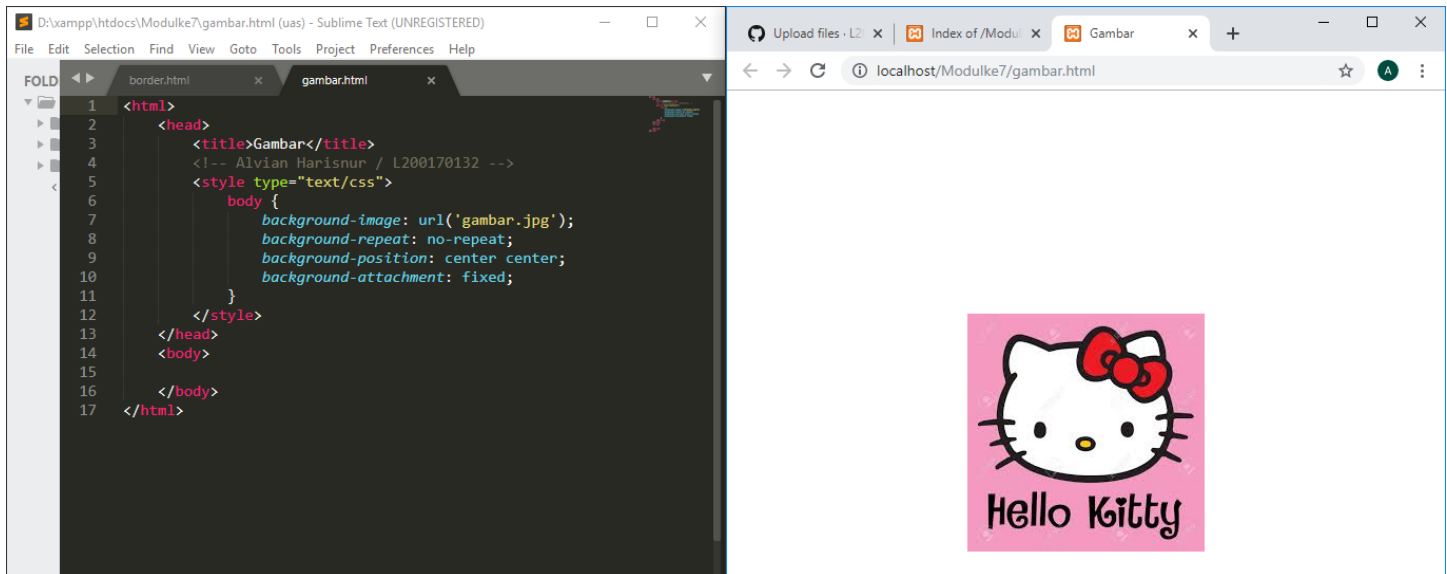 D:\xampp\htdocs\Modulke7\gambar.html (uas) - Sublime Text (UNREGISTERED)
File Edit Selection Find View Goto Tools Project Preferences Help
FOLD
border.html
gambar.html
1 <html>
2 <head>
3 <title>Gambar</title>
4 <!-- Alvian Harisnur / L200170132 -->
5 <style type="text/css">
6 body {
7 background-image: url('gambar.jpg');
8 background-repeat: no-repeat;
9 background-position: center center;
10 background-attachment: fixed;
11 }
12 </style>
13 </head>
14 <body>
15
16 </body>
17 </html>
Upload files · L2
Index of /Modul
Gambar
localhost/Modulke7/gambar.html
A
Hello Kitty